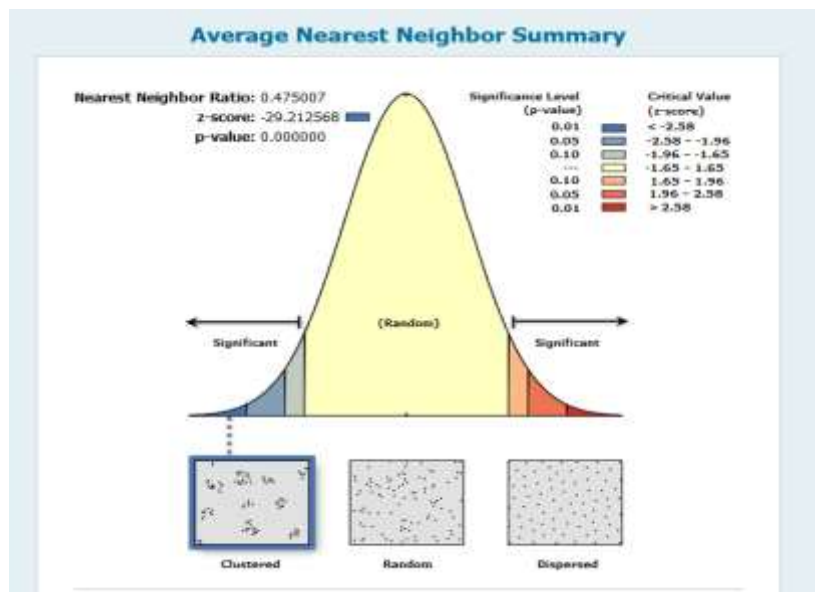 Average Nearest Neighbor Summary
Nearest Neighbor Ratio: 0.475007
z-score: -29.212568
p-value: 0.000000
Significance Level
(p-value)
Critical Value
(z-score)
0.01 < -2.58
0.05 -2.58 - -1.96
0.10 -1.96 - -1.65
--- -1.65 - 1.65
0.10 1.65 - 1.96
0.05 1.96 - 2.58
0.01 > 2.58
(Random)
Significant Significant
Clustered Random Dispersed